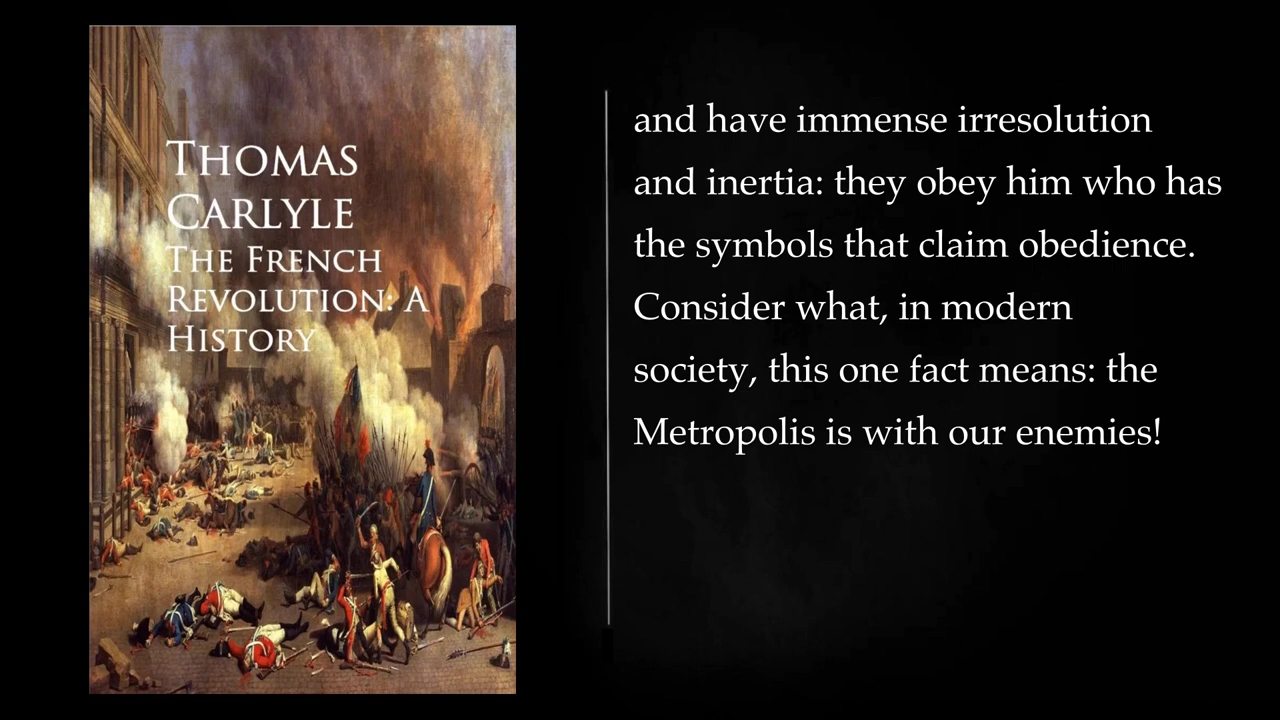 THOMAS
CARLYLE
THE FRENCH
REVOLUTION: A
HISTORY
and have immense irresolution
and inertia: they obey him who has
the symbols that claim obedience.
Consider what, in modern
society, this one fact means: the
Metropolis is with our enemies!